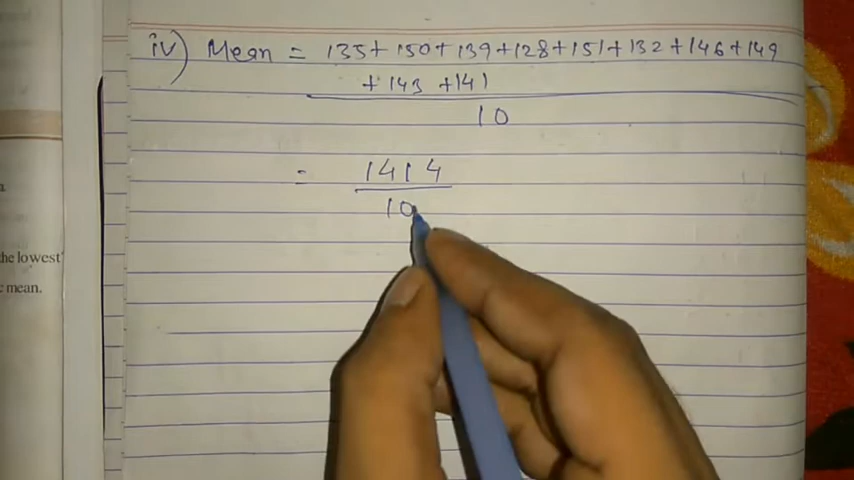 iv) Mean = 135+ 150+ 139+128+151+132+146+149
+ 143 +141
10
= 1414
10
the lowest'
mean.